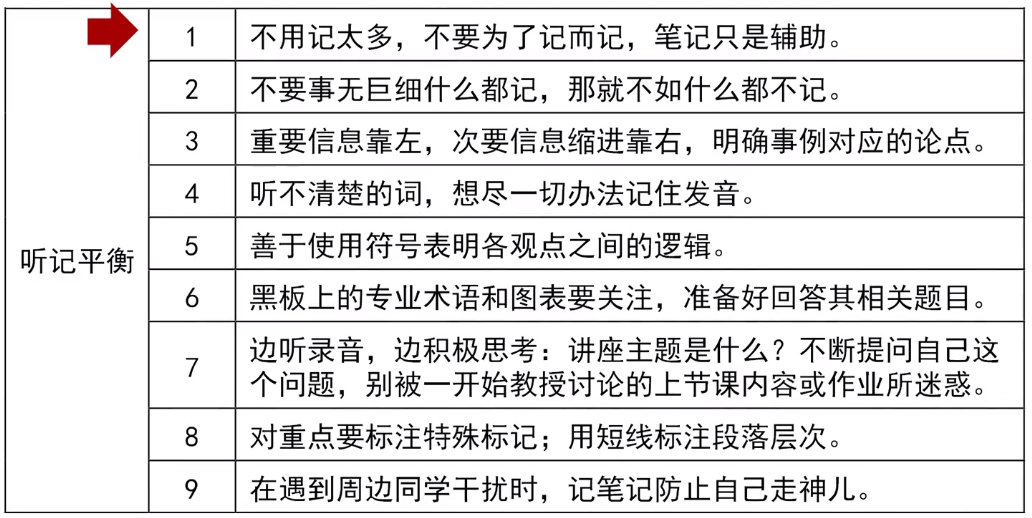 听记平衡
1 不用记太多，不要为了记而记，笔记只是辅助。
2 不要事无巨细什么都记，那就不如什么都不记。
3 重要信息靠左，次要信息缩进靠右，明确事例对应的论点。
4 听不清楚的词，想尽一切办法记住发音。
5 善于使用符号表明各观点之间的逻辑。
6 黑板上的专业术语和图表要关注，准备好回答其相关题目。
7 边听录音，边积极思考：讲座主题是什么？不断提问自己这
个问题，别被一开始教授讨论的上节课内容或作业所迷惑。
8 对重点要标注特殊标记；用短线标注段落层次。
9 在遇到周边同学干扰时，记笔记防止自己走神儿。